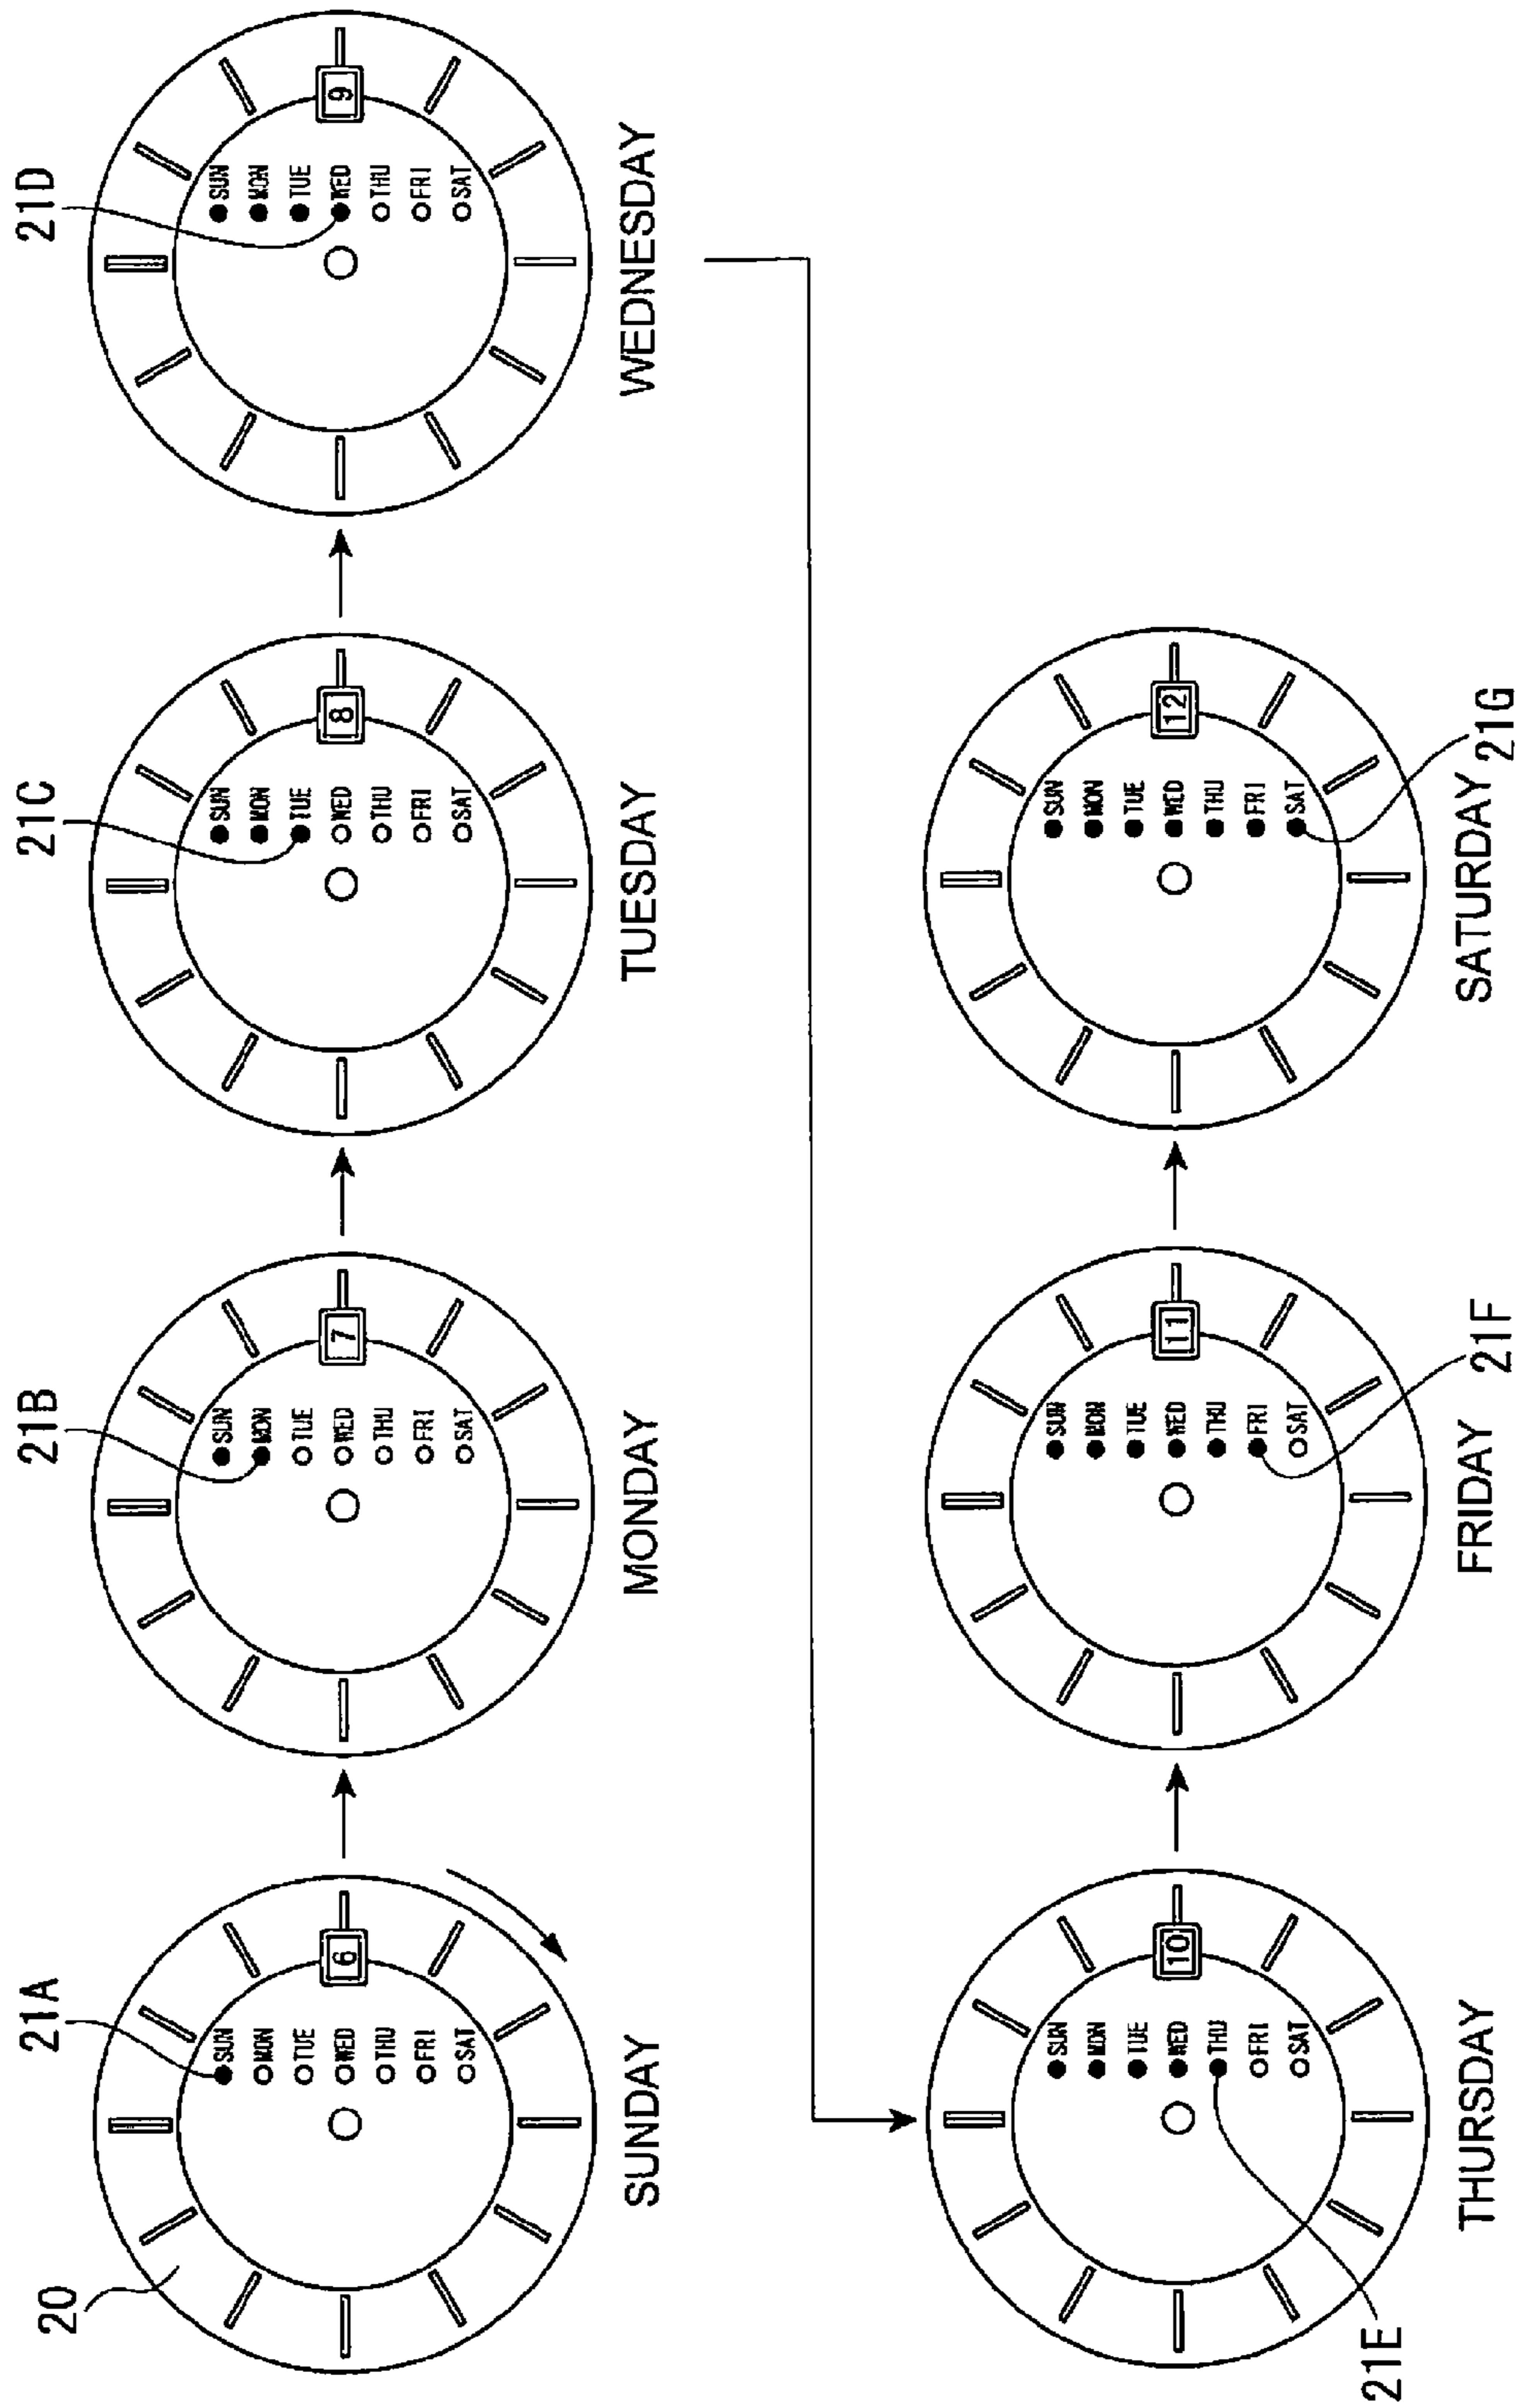 20
21A
SUN
MON
TUE
WED
THU
FRI
SAT
6
SUNDAY
21B
SUN
MON
TUE
WED
THU
FRI
SAT
7
MONDAY
21C
SUN
MON
TUE
WED
THU
FRI
SAT
8
TUESDAY
21D
SUN
MON
TUE
WED
THU
FRI
SAT
9
WEDNESDAY
SUN
MON
TUE
WED
THU
FRI
SAT
10
21E
THURSDAY
SUN
MON
TUE
WED
THU
FRI
SAT
11
FRIDAY
21F
SUN
MON
TUE
WED
THU
FRI
SAT
12
SATURDAY
21G